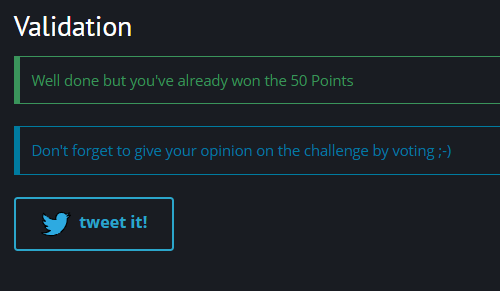 Validation
Well done but you've already won the 50 Points
Don't forget to give your opinion on the challenge by voting ;-)
tweet it!